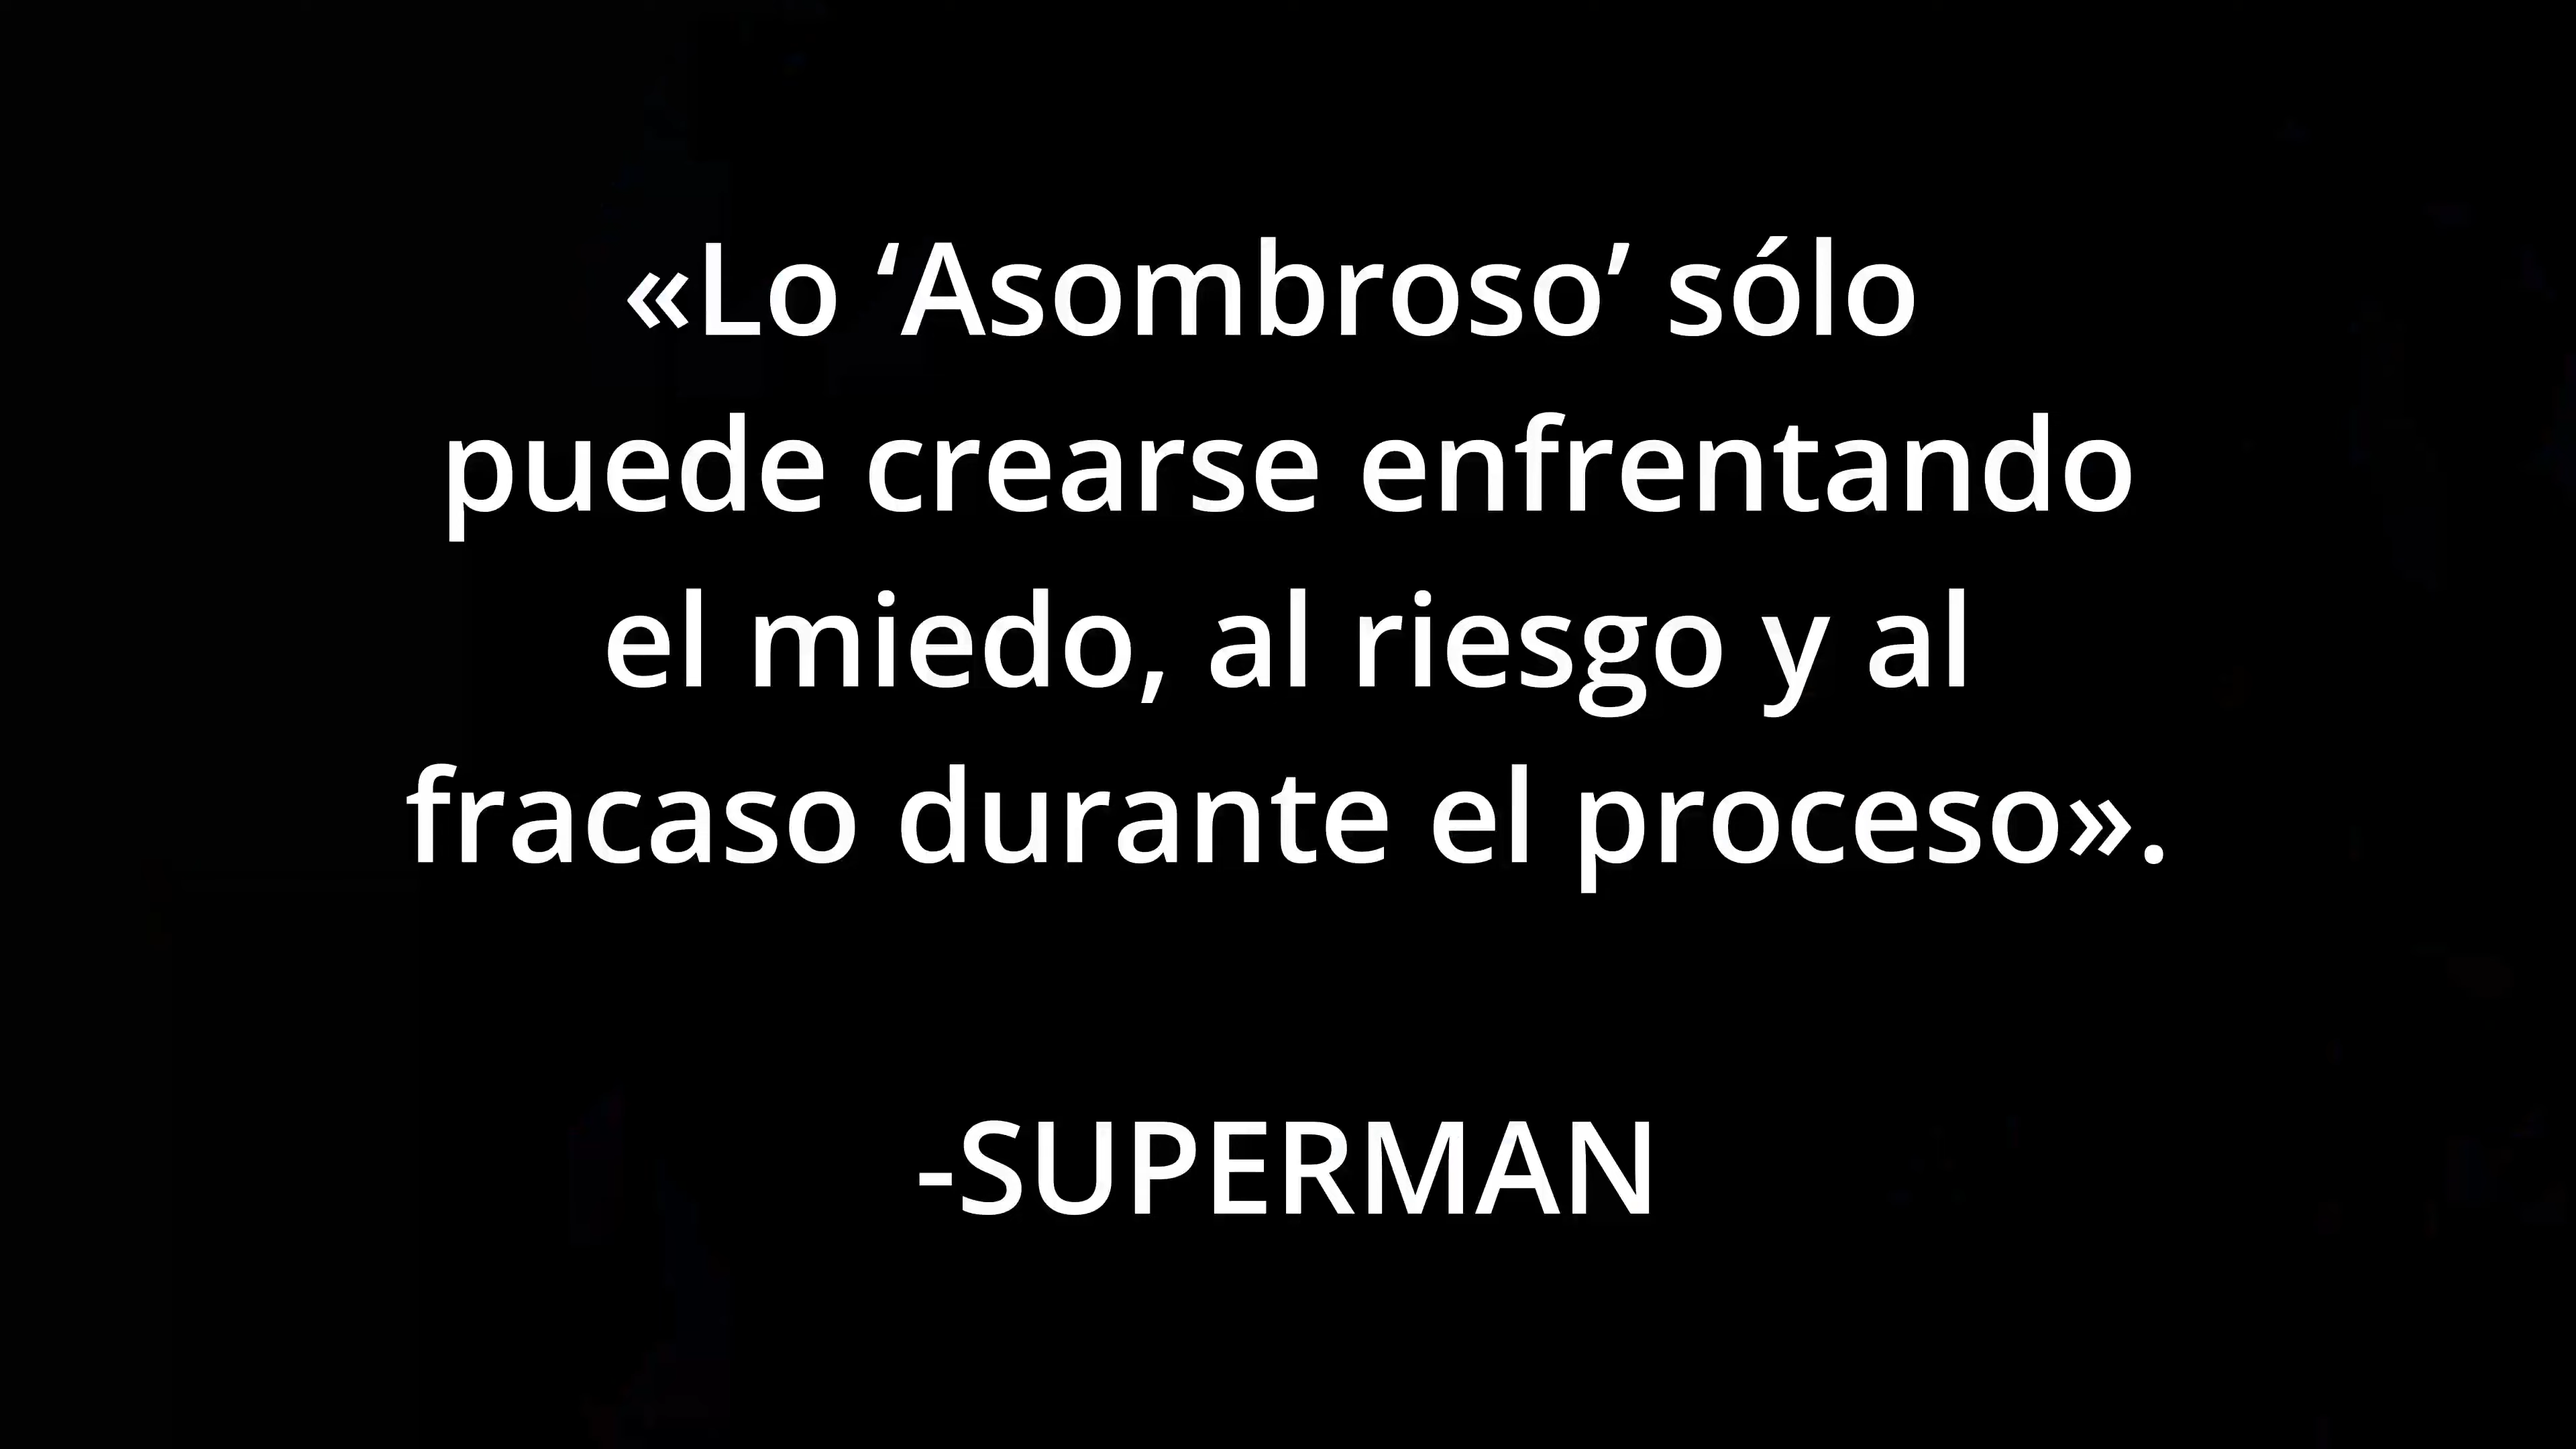 «Lo ‘Asombroso’ sólo
puede crearse enfrentando
el miedo, al riesgo y al
fracaso durante el proceso».
-SUPERMAN